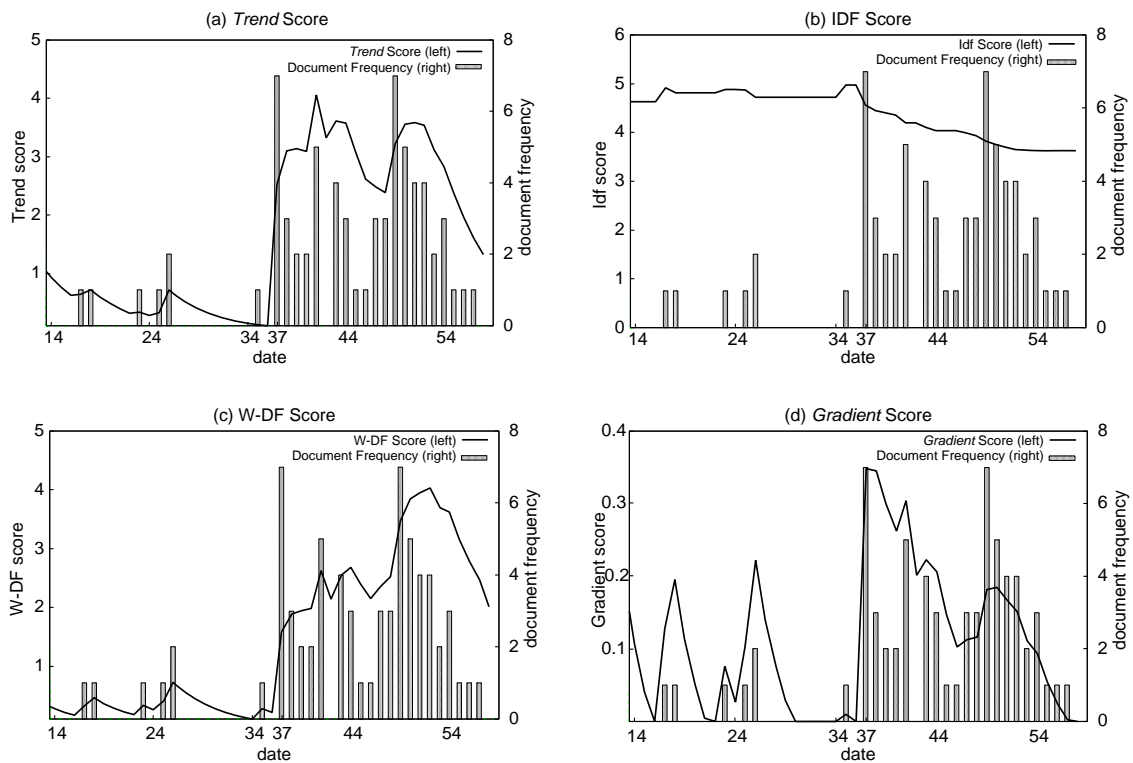 (a) Trend Score
5
4
3
2
1
8
6
4
2
0
14 24 34 37 44 54
Trend score
document frequency
date
Trend Score (left)
Document Frequency (right)
(b) IDF Score
6
5
4
3
2
1
0
8
6
4
2
0
14 24 34 37 44 54
Idf score
document frequency
date
Idf Score (left)
Document Frequency (right)
(c) W-DF Score
5
4
3
2
1
8
6
4
2
0
14 24 34 37 44 54
W-DF score
document frequency
date
W-DF Score (left)
Document Frequency (right)
(d) Gradient Score
0.4
0.3
0.2
0.1
8
6
4
2
0
14 24 34 37 44 54
Gradient score
document frequency
date
Gradient Score (left)
Document Frequency (right)